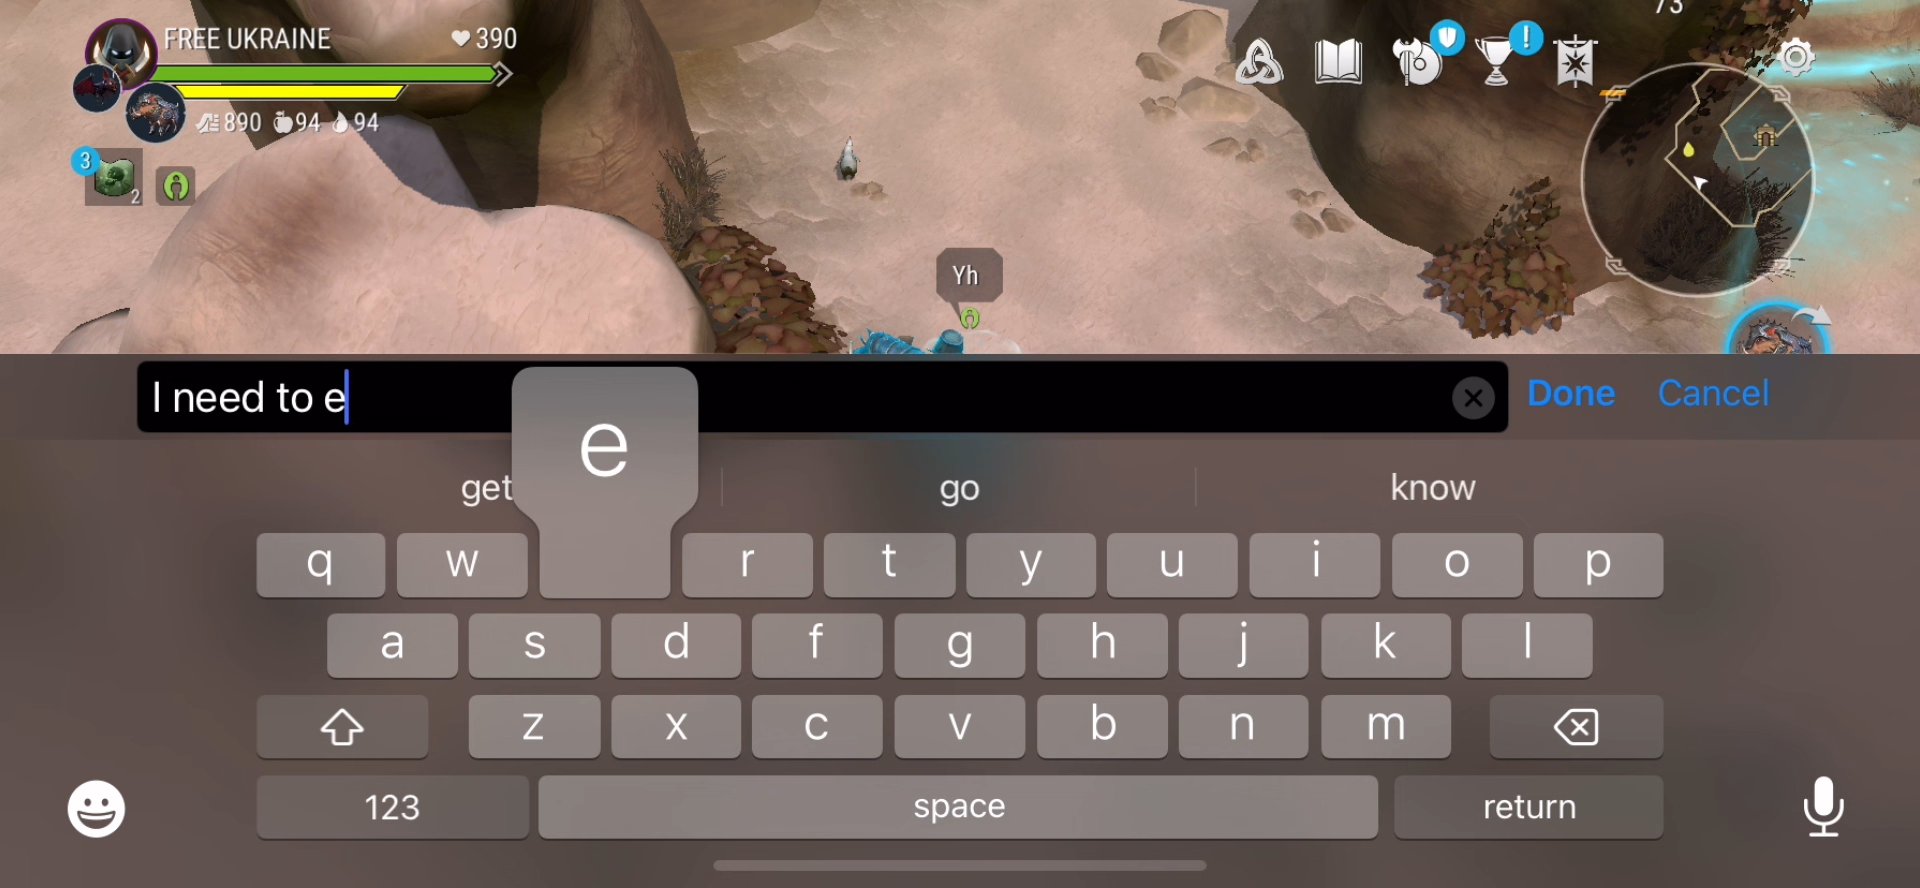 73
FREE UKRAINE 390
890 94 94
3
2
!
Yh
I need to e
Done Cancel
e
get go know
q w r t y u i o p
a s d f g h j k l
z x c v b n m
123 space return